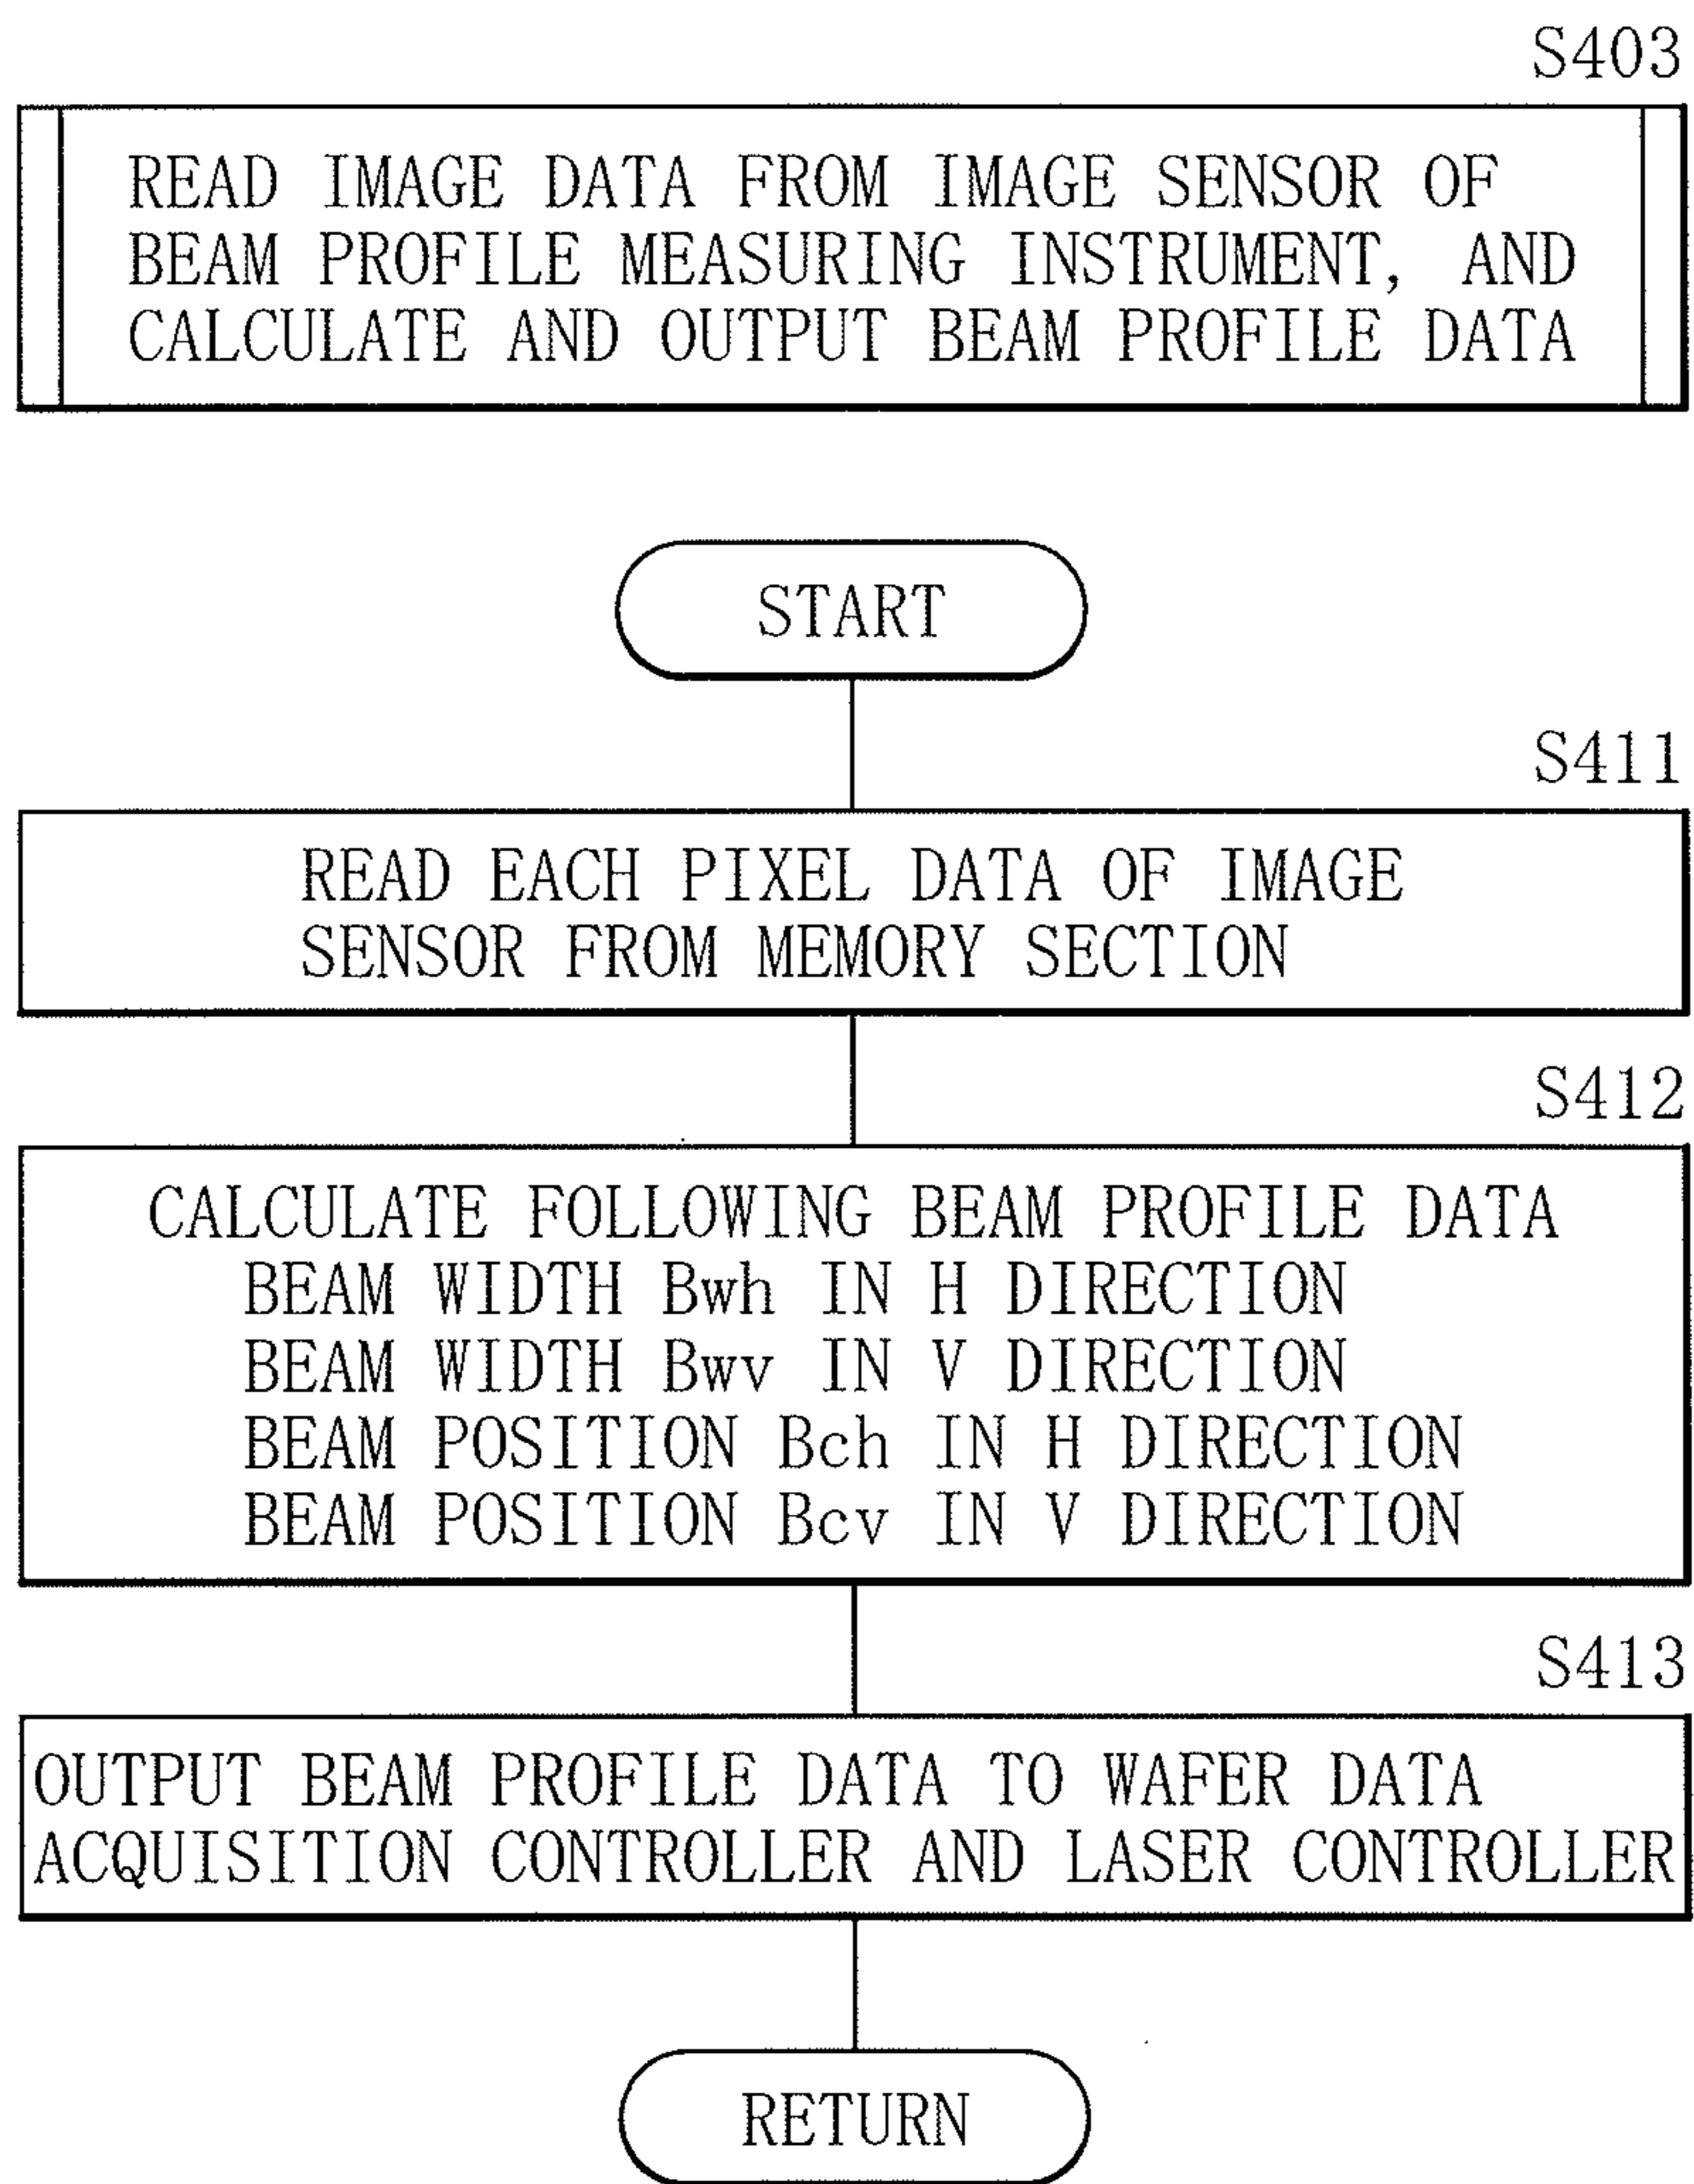 S403
READ IMAGE DATA FROM IMAGE SENSOR OF
BEAM PROFILE MEASURING INSTRUMENT, AND
CALCULATE AND OUTPUT BEAM PROFILE DATA
START
S411
READ EACH PIXEL DATA OF IMAGE
SENSOR FROM MEMORY SECTION
S412
CALCULATE FOLLOWING BEAM PROFILE DATA
BEAM WIDTH Bwh IN H DIRECTION
BEAM WIDTH Bwv IN V DIRECTION
BEAM POSITION Bch IN H DIRECTION
BEAM POSITION Bcv IN V DIRECTION
S413
OUTPUT BEAM PROFILE DATA TO WAFER DATA
ACQUISITION CONTROLLER AND LASER CONTROLLER
RETURN